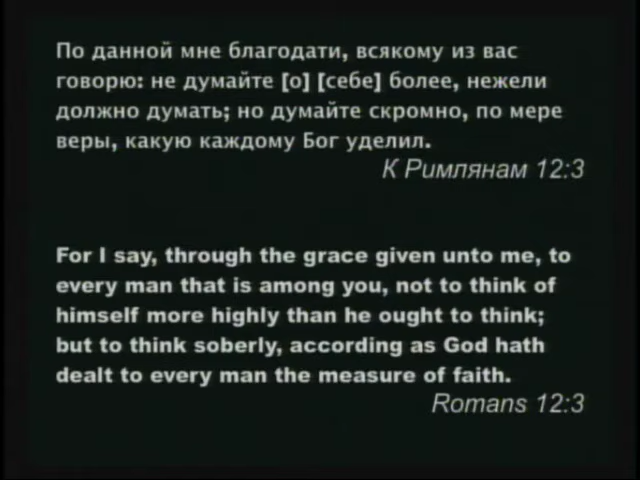 По данной мне благодати, всякому из вас
говорю: не думайте [о] [себе] более, нежели
должно думать; но думайте скромно, по мере
веры, какую каждому Бог уделил.
К Римлянам 12:3
For I say, through the grace given unto me, to
every man that is among you, not to think of
himself more highly than he ought to think;
but to think soberly, according as God hath
dealt to every man the measure of faith.
Romans 12:3